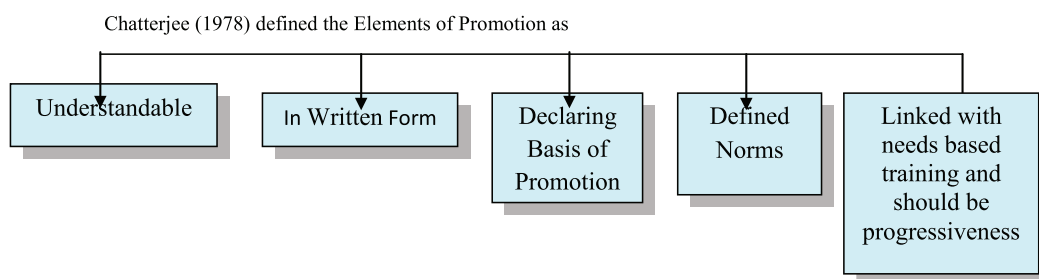 Chatterjee (1978) defined the Elements of Promotion as
Understandable
In Written Form
Declaring
Basis of
Promotion
Defined
Norms
Linked with
needs based
training and
should be
progressiveness